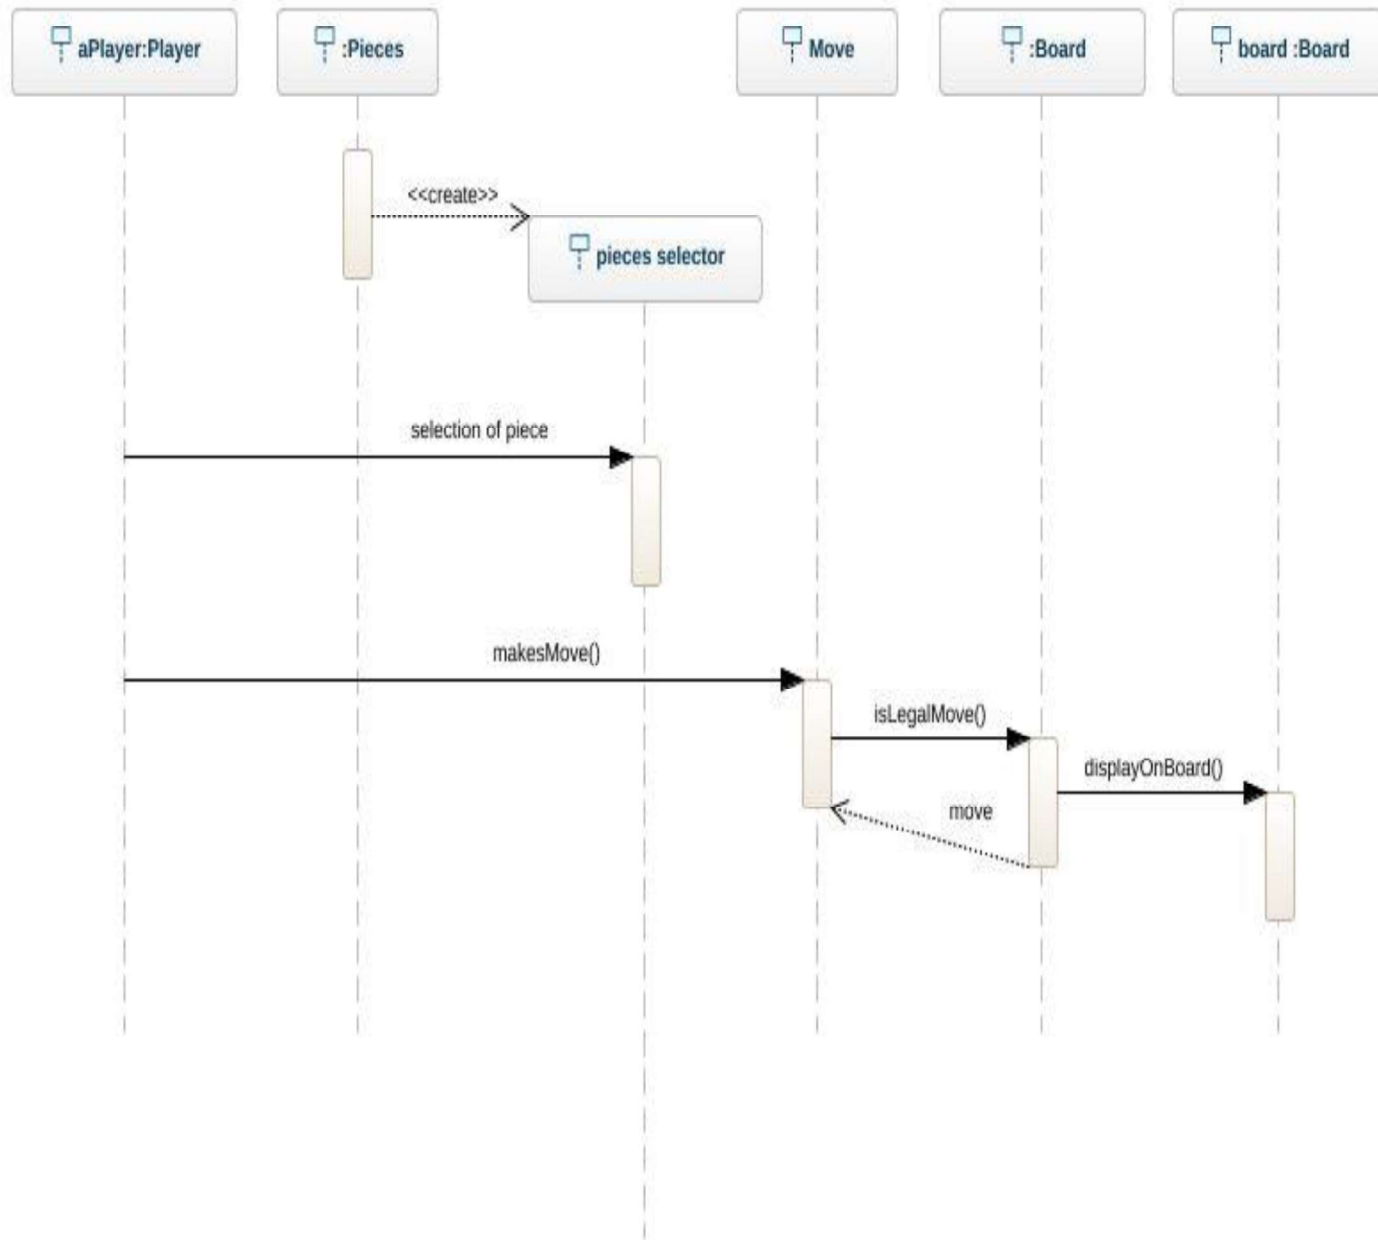 aPlayer:Player
:Pieces
Move
:Board
board :Board
<<create>>
pieces selector
selection of piece
makesMove()
isLegalMove()
displayOnBoard()
move